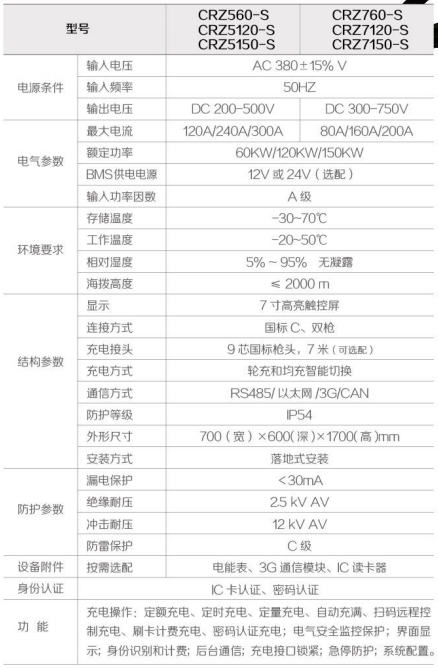 型号
CRZ560-S CRZ760-S
CRZ5120-S CRZ7120-S
CRZ5150-S CRZ7150-S
电源条件
输入电压 AC 380±15% V
输入频率 50HZ
输出电压 DC 200-500V DC 300-750V
电气参数
最大电流 120A/240A/300A 80A/160A/200A
额定功率 60KW/120KW/150KW
BMS供电电源 12V 或 24V（选配）
输入功率因数 A 级
环境要求
存储温度 -30~70℃
工作温度 -20~50℃
相对湿度 5% ~ 95% 无凝露
海拨高度 ≤ 2000 m
结构参数
显示 7 寸高亮触控屏
连接方式 国标 C、双枪
充电接头 9 芯国标枪头，7 米（可选配）
充电方式 轮充和均充智能切换
通信方式 RS485/ 以太网 /3G/CAN
防护等级 IP54
外形尺寸 700（宽）×600(深)×1700(高)mm
安装方式 落地式安装
防护参数
漏电保护 <30mA
绝缘耐压 2.5 kV AV
冲击耐压 12 kV AV
防雷保护 C 级
设备附件 按需选配 电能表、3G 通信模块、IC 读卡器
身份认证 IC 卡认证、密码认证
功 能
充电操作：定额充电、定时充电、定量充电、自动充满、扫码远程控
制充电、刷卡计费充电、密码认证充电；电气安全监控保护；界面显
示；身份识别和计费；后台通信；充电接口锁紧；急停防护；系统配置。